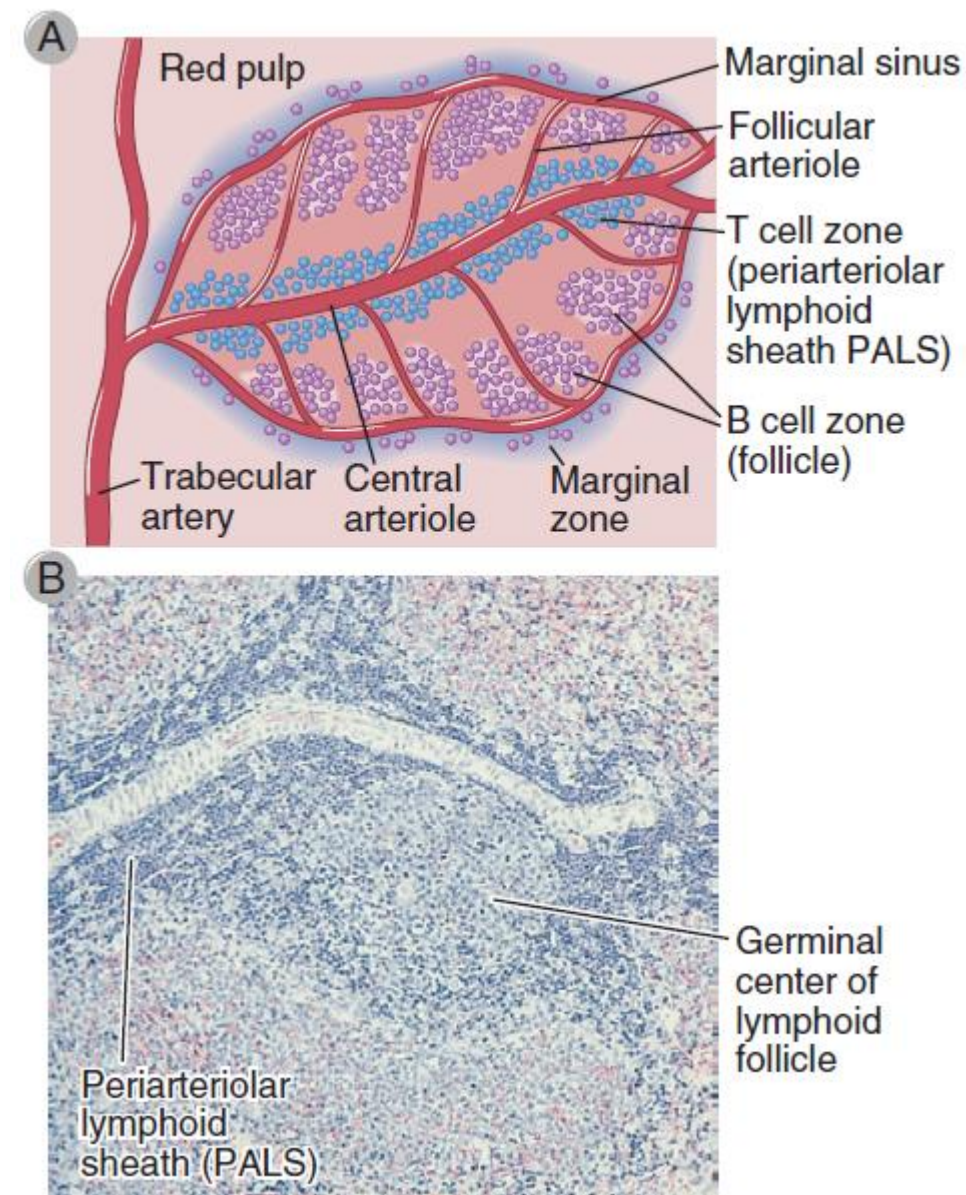 A
Red pulp
Marginal sinus
Follicular
arteriole
T cell zone
(periarteriolar
lymphoid
sheath PALS)
B cell zone
(follicle)
Trabecular
artery
Central
arteriole
Marginal
zone
B
Germinal
center of
lymphoid
follicle
Periarteriolar
lymphoid
sheath (PALS)